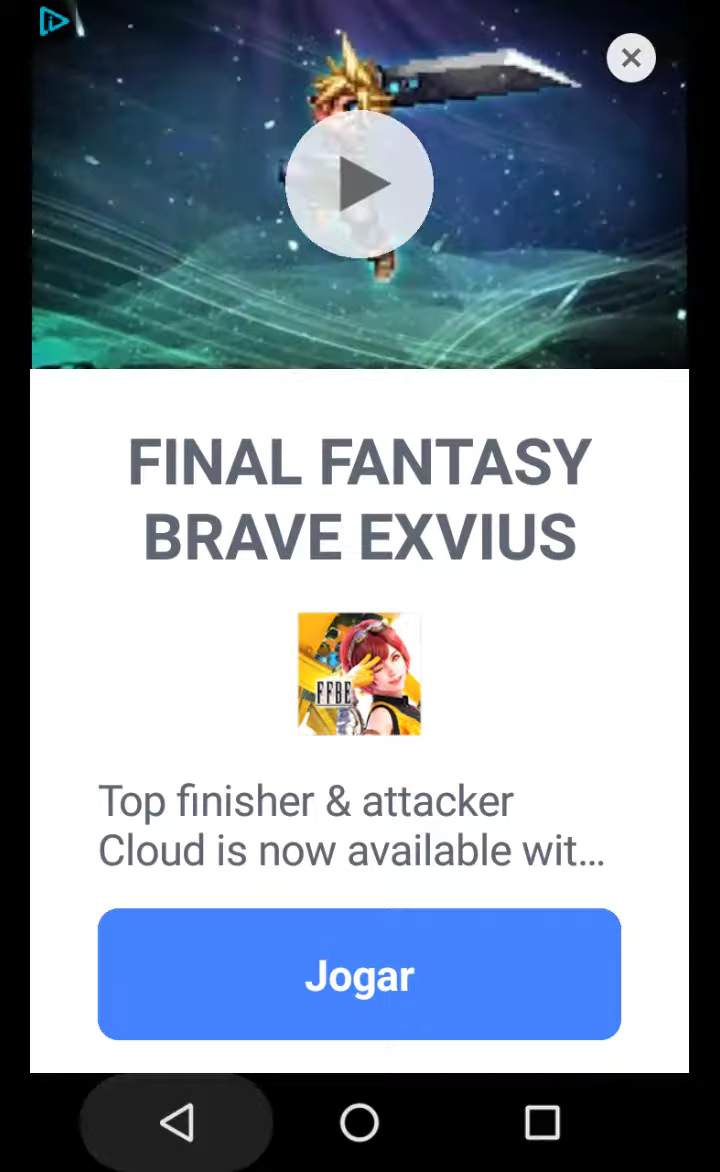 FINAL FANTASY
BRAVE EXVIUS
FFBE
Top finisher & attacker
Cloud is now available wit...
Jogar